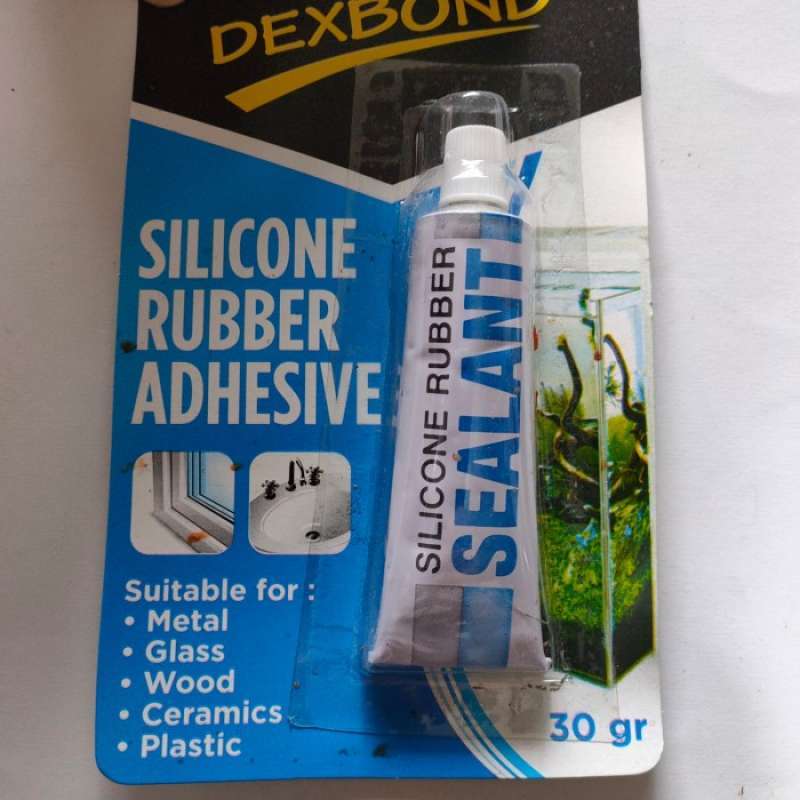 DEXBOND
SILICONE
RUBBER
ADHESIVE
SILICONE RUBBER
SEALANT
Suitable for :
• Metal
• Glass
• Wood
• Ceramics
• Plastic
30 gr